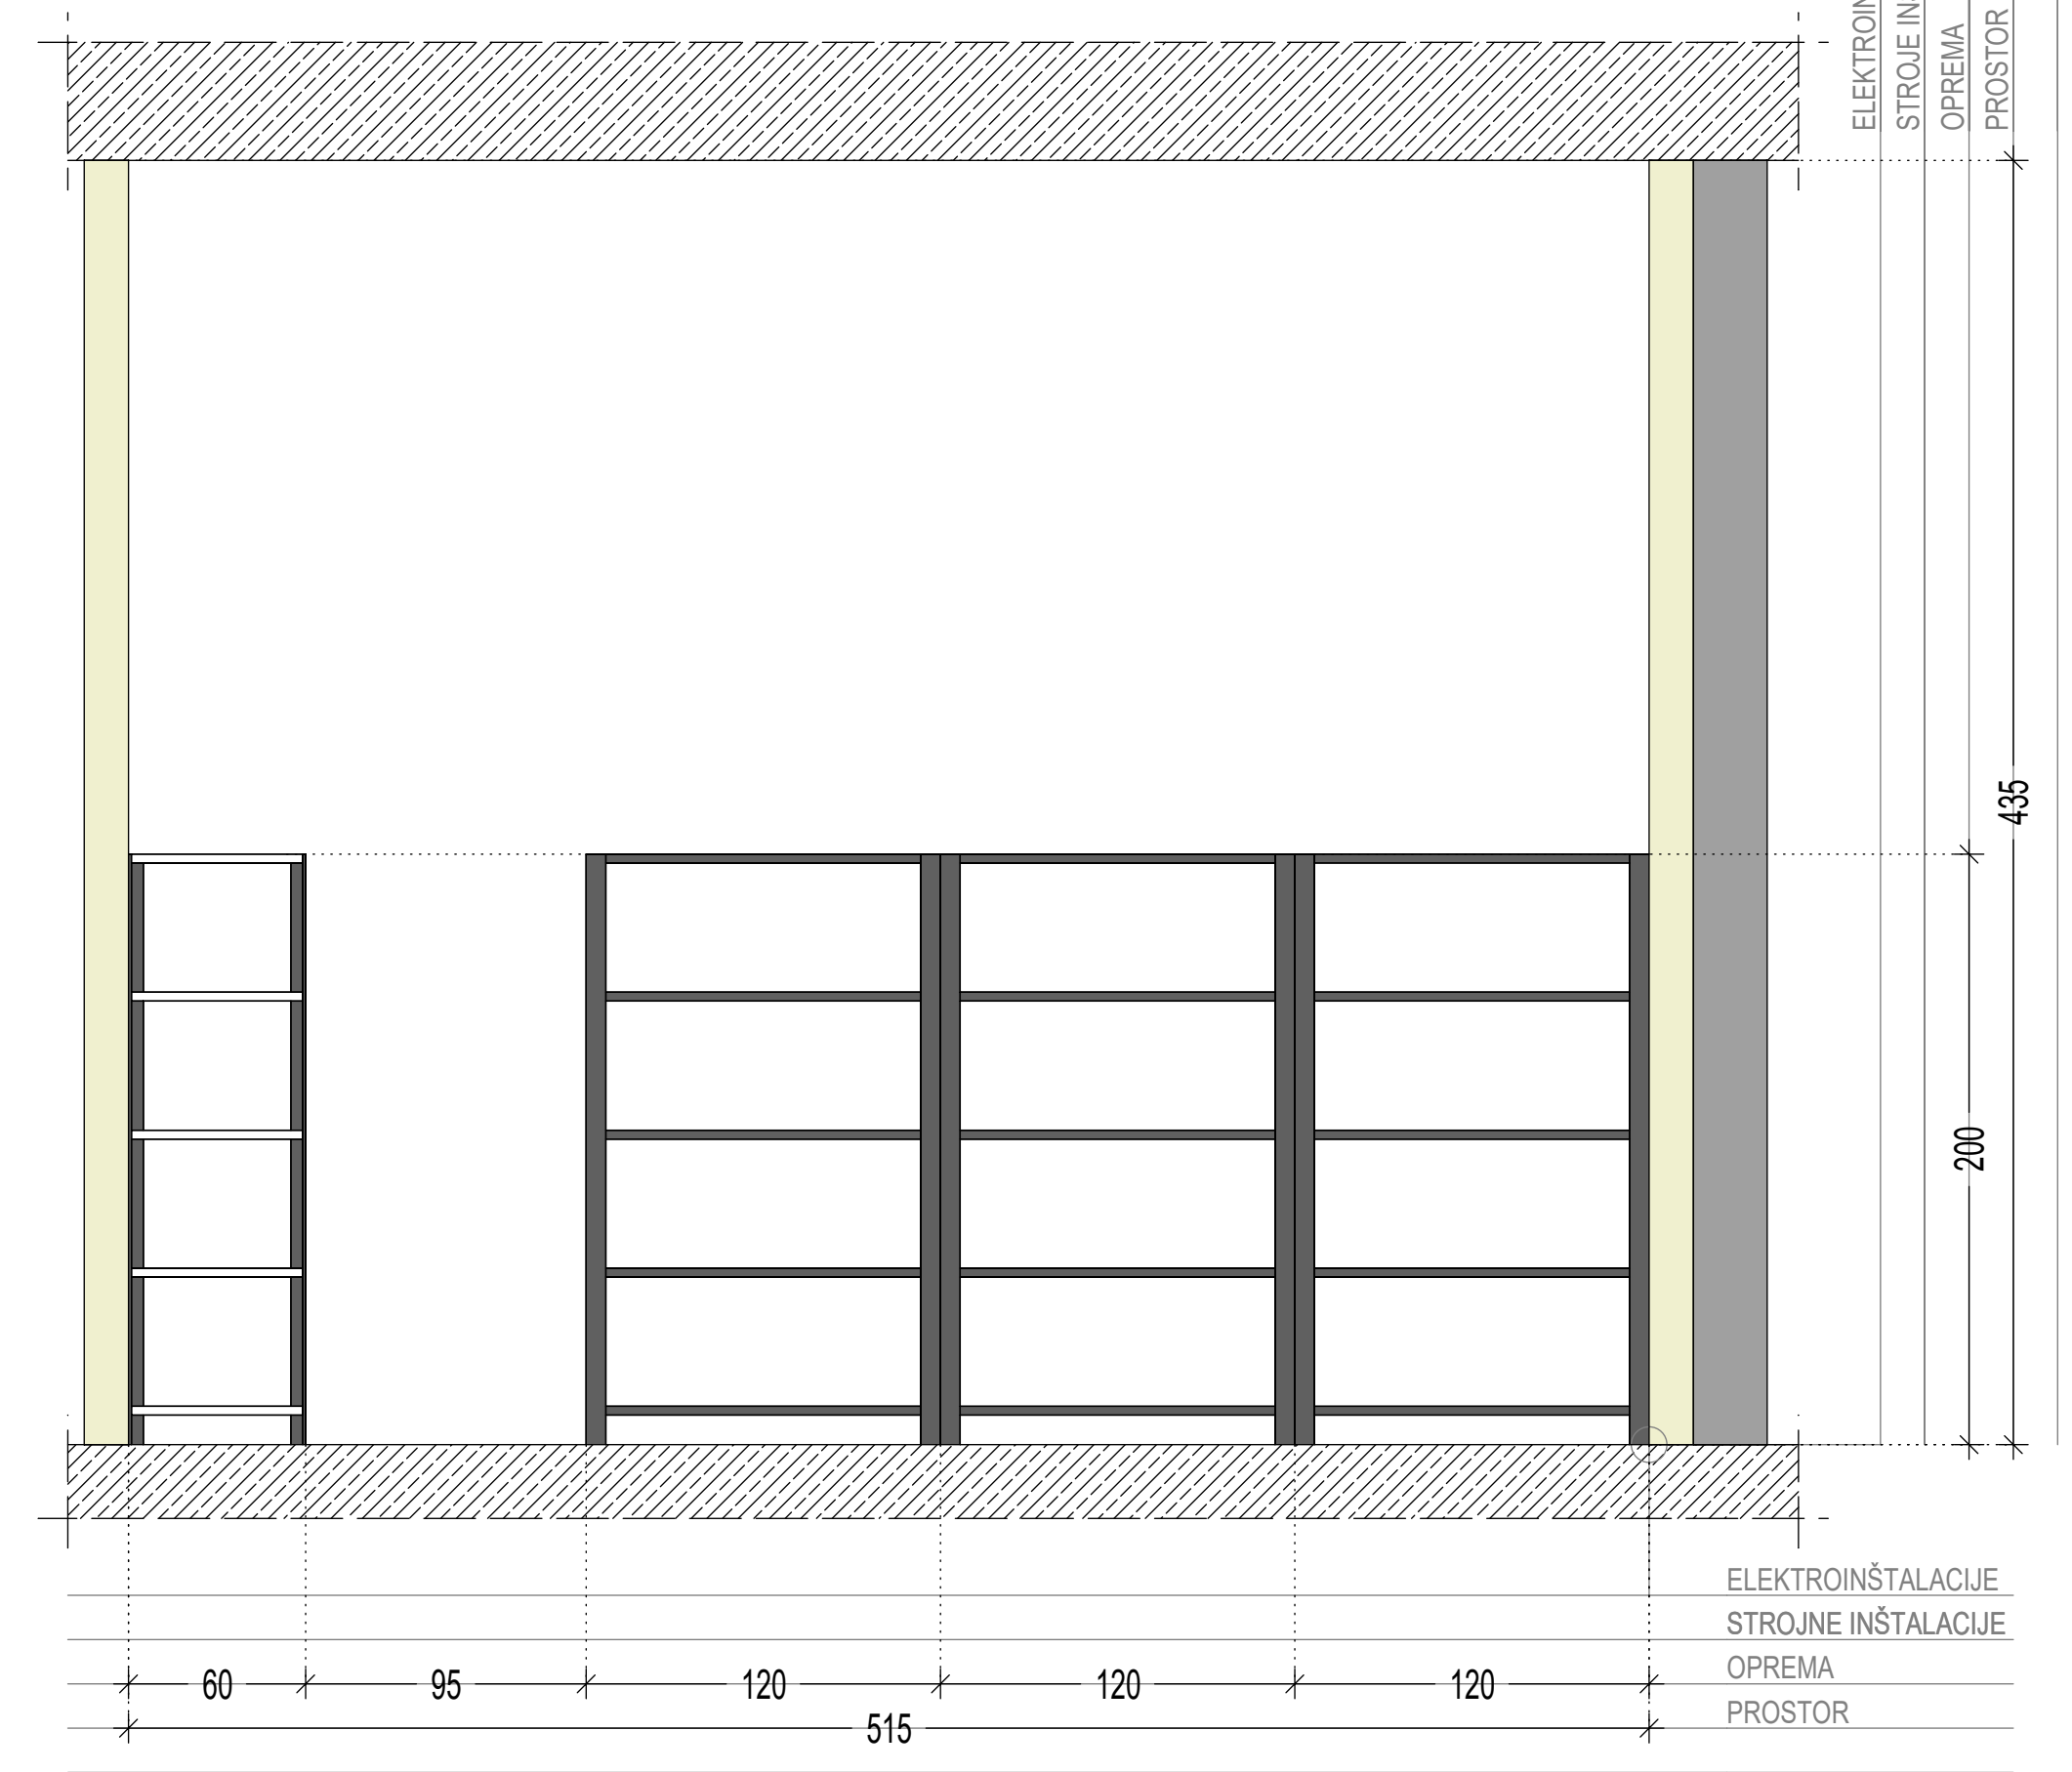 ELEKTROIN
STROJE IN
OPREMA
PROSTOR
435
200
ELEKTROINŠTALACIJE
STROJNE INŠTALACIJE
OPREMA
PROSTOR
60 95 120 120 120
515